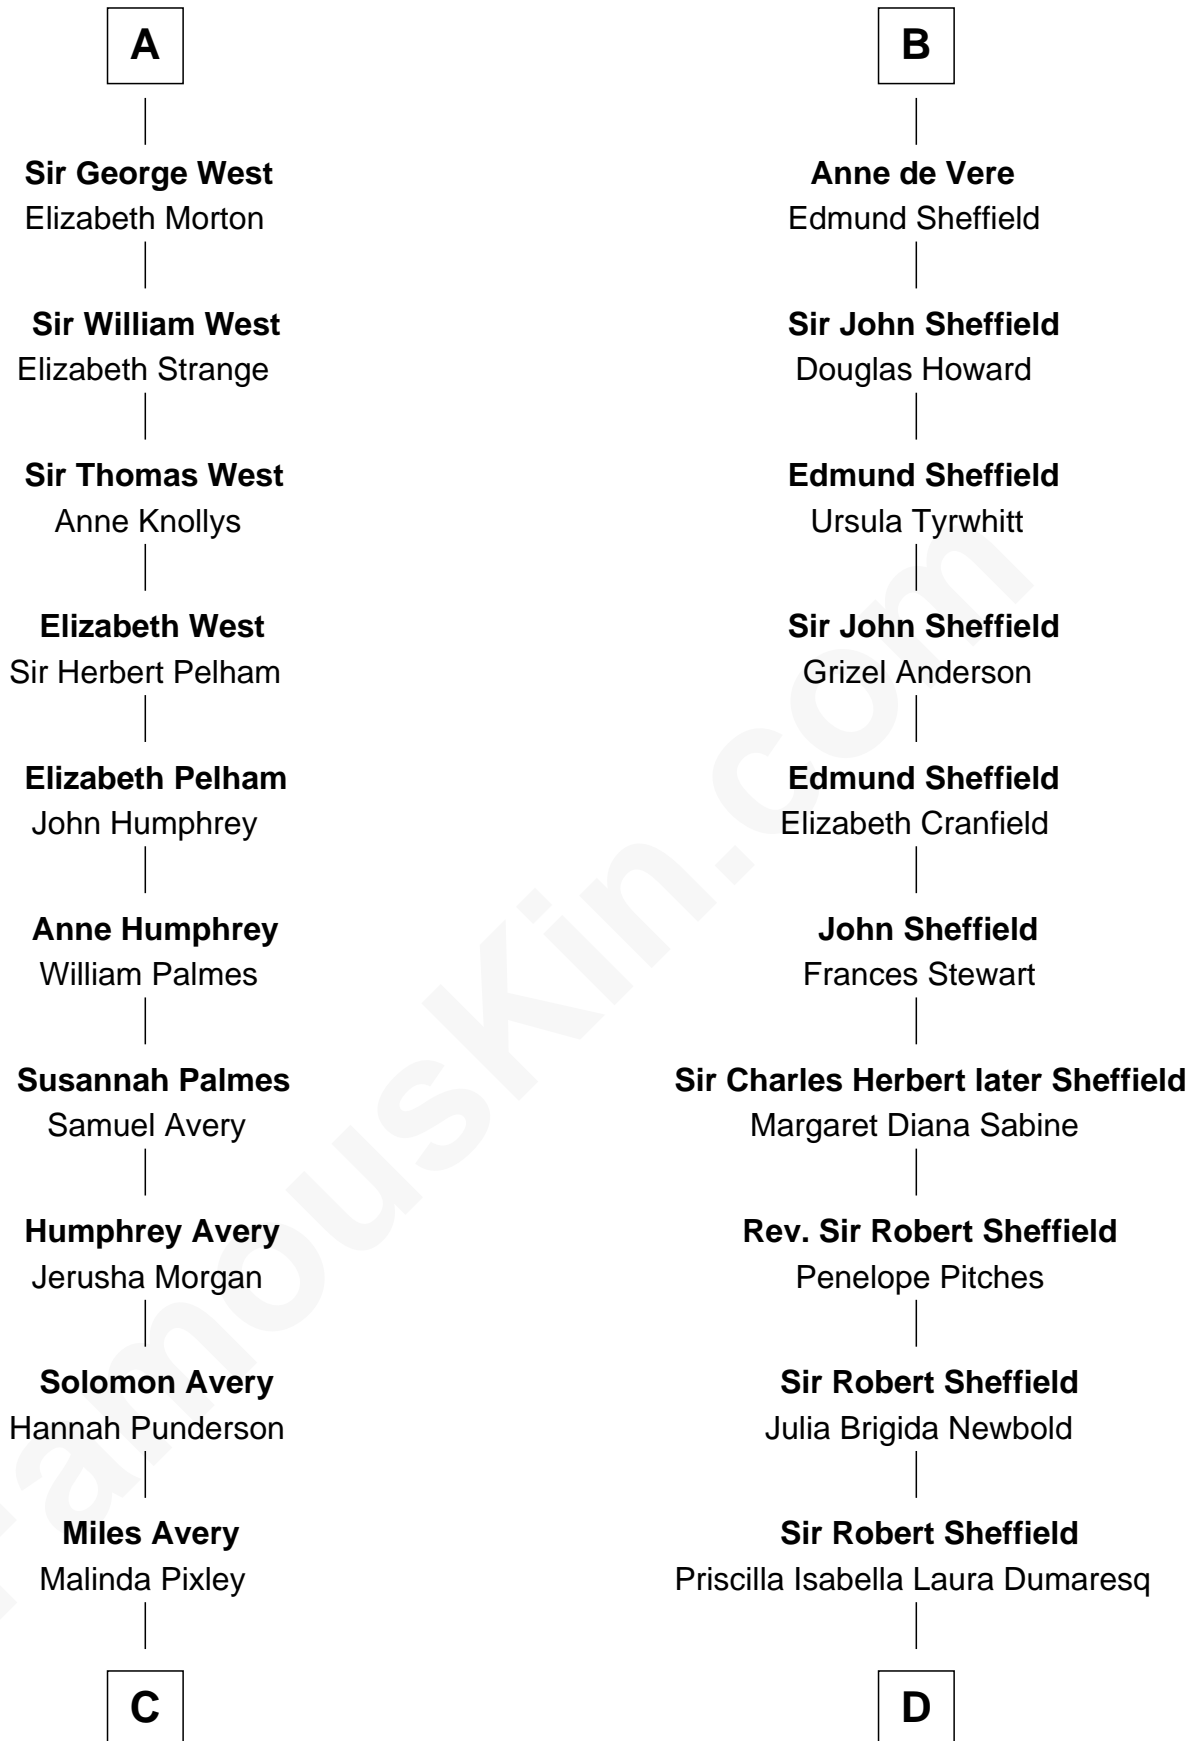 A
Sir George West
Elizabeth Morton
Sir William West
Elizabeth Strange
Sir Thomas West
Anne Knollys
Elizabeth West
Sir Herbert Pelham
Elizabeth Pelham
John Humphrey
Anne Humphrey
William Palmes
Susannah Palmes
Samuel Avery
Humphrey Avery
Jerusha Morgan
Solomon Avery
Hannah Punderson
Miles Avery
Malinda Pixley
C
B
Anne de Vere
Edmund Sheffield
Sir John Sheffield
Douglas Howard
Edmund Sheffield
Ursula Tyrwhitt
Sir John Sheffield
Grizel Anderson
Edmund Sheffield
Elizabeth Cranfield
John Sheffield
Frances Stewart
Sir Charles Herbert later Sheffield
Margaret Diana Sabine
Rev. Sir Robert Sheffield
Penelope Pitches
Sir Robert Sheffield
Julia Brigida Newbold
Sir Robert Sheffield
Priscilla Isabella Laura Dumaresq
D
FamousKin.com